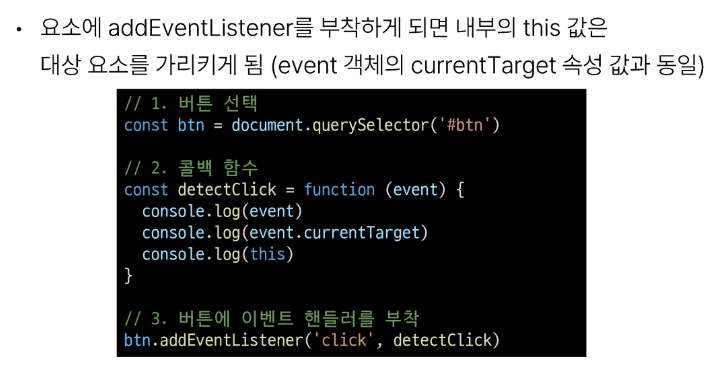 • 요소에 addEventListener를 부착하게 되면 내부의 this 값은
대상 요소를 가리키게 됨 (event 객체의 currentTarget 속성 값과 동일)
// 1. 버튼 선택
const btn = document.querySelector('#btn')
// 2. 콜백 함수
const detectClick = function (event) {
  console.log(event)
  console.log(event.currentTarget)
  console.log(this)
}
// 3. 버튼에 이벤트 핸들러를 부착
btn.addEventListener('click', detectClick)